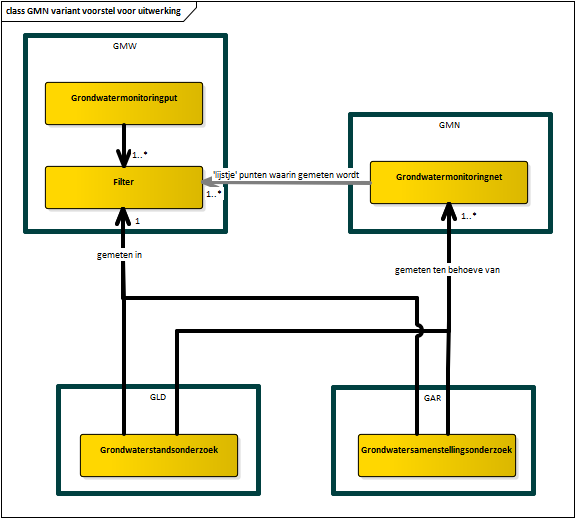 class GMN variant voorstel voor uitwerking
GMW
Grondwatermonitoringput
1..*
Filter
1..*
1
'lijstje' punten waarin gemeten wordt
GMN
Grondwatermonitoringnet
1..*
gemeten in
gemeten ten behoeve van
GLD
Grondwaterstandsonderzoek
GAR
Grondwatersamenstellingsonderzoek